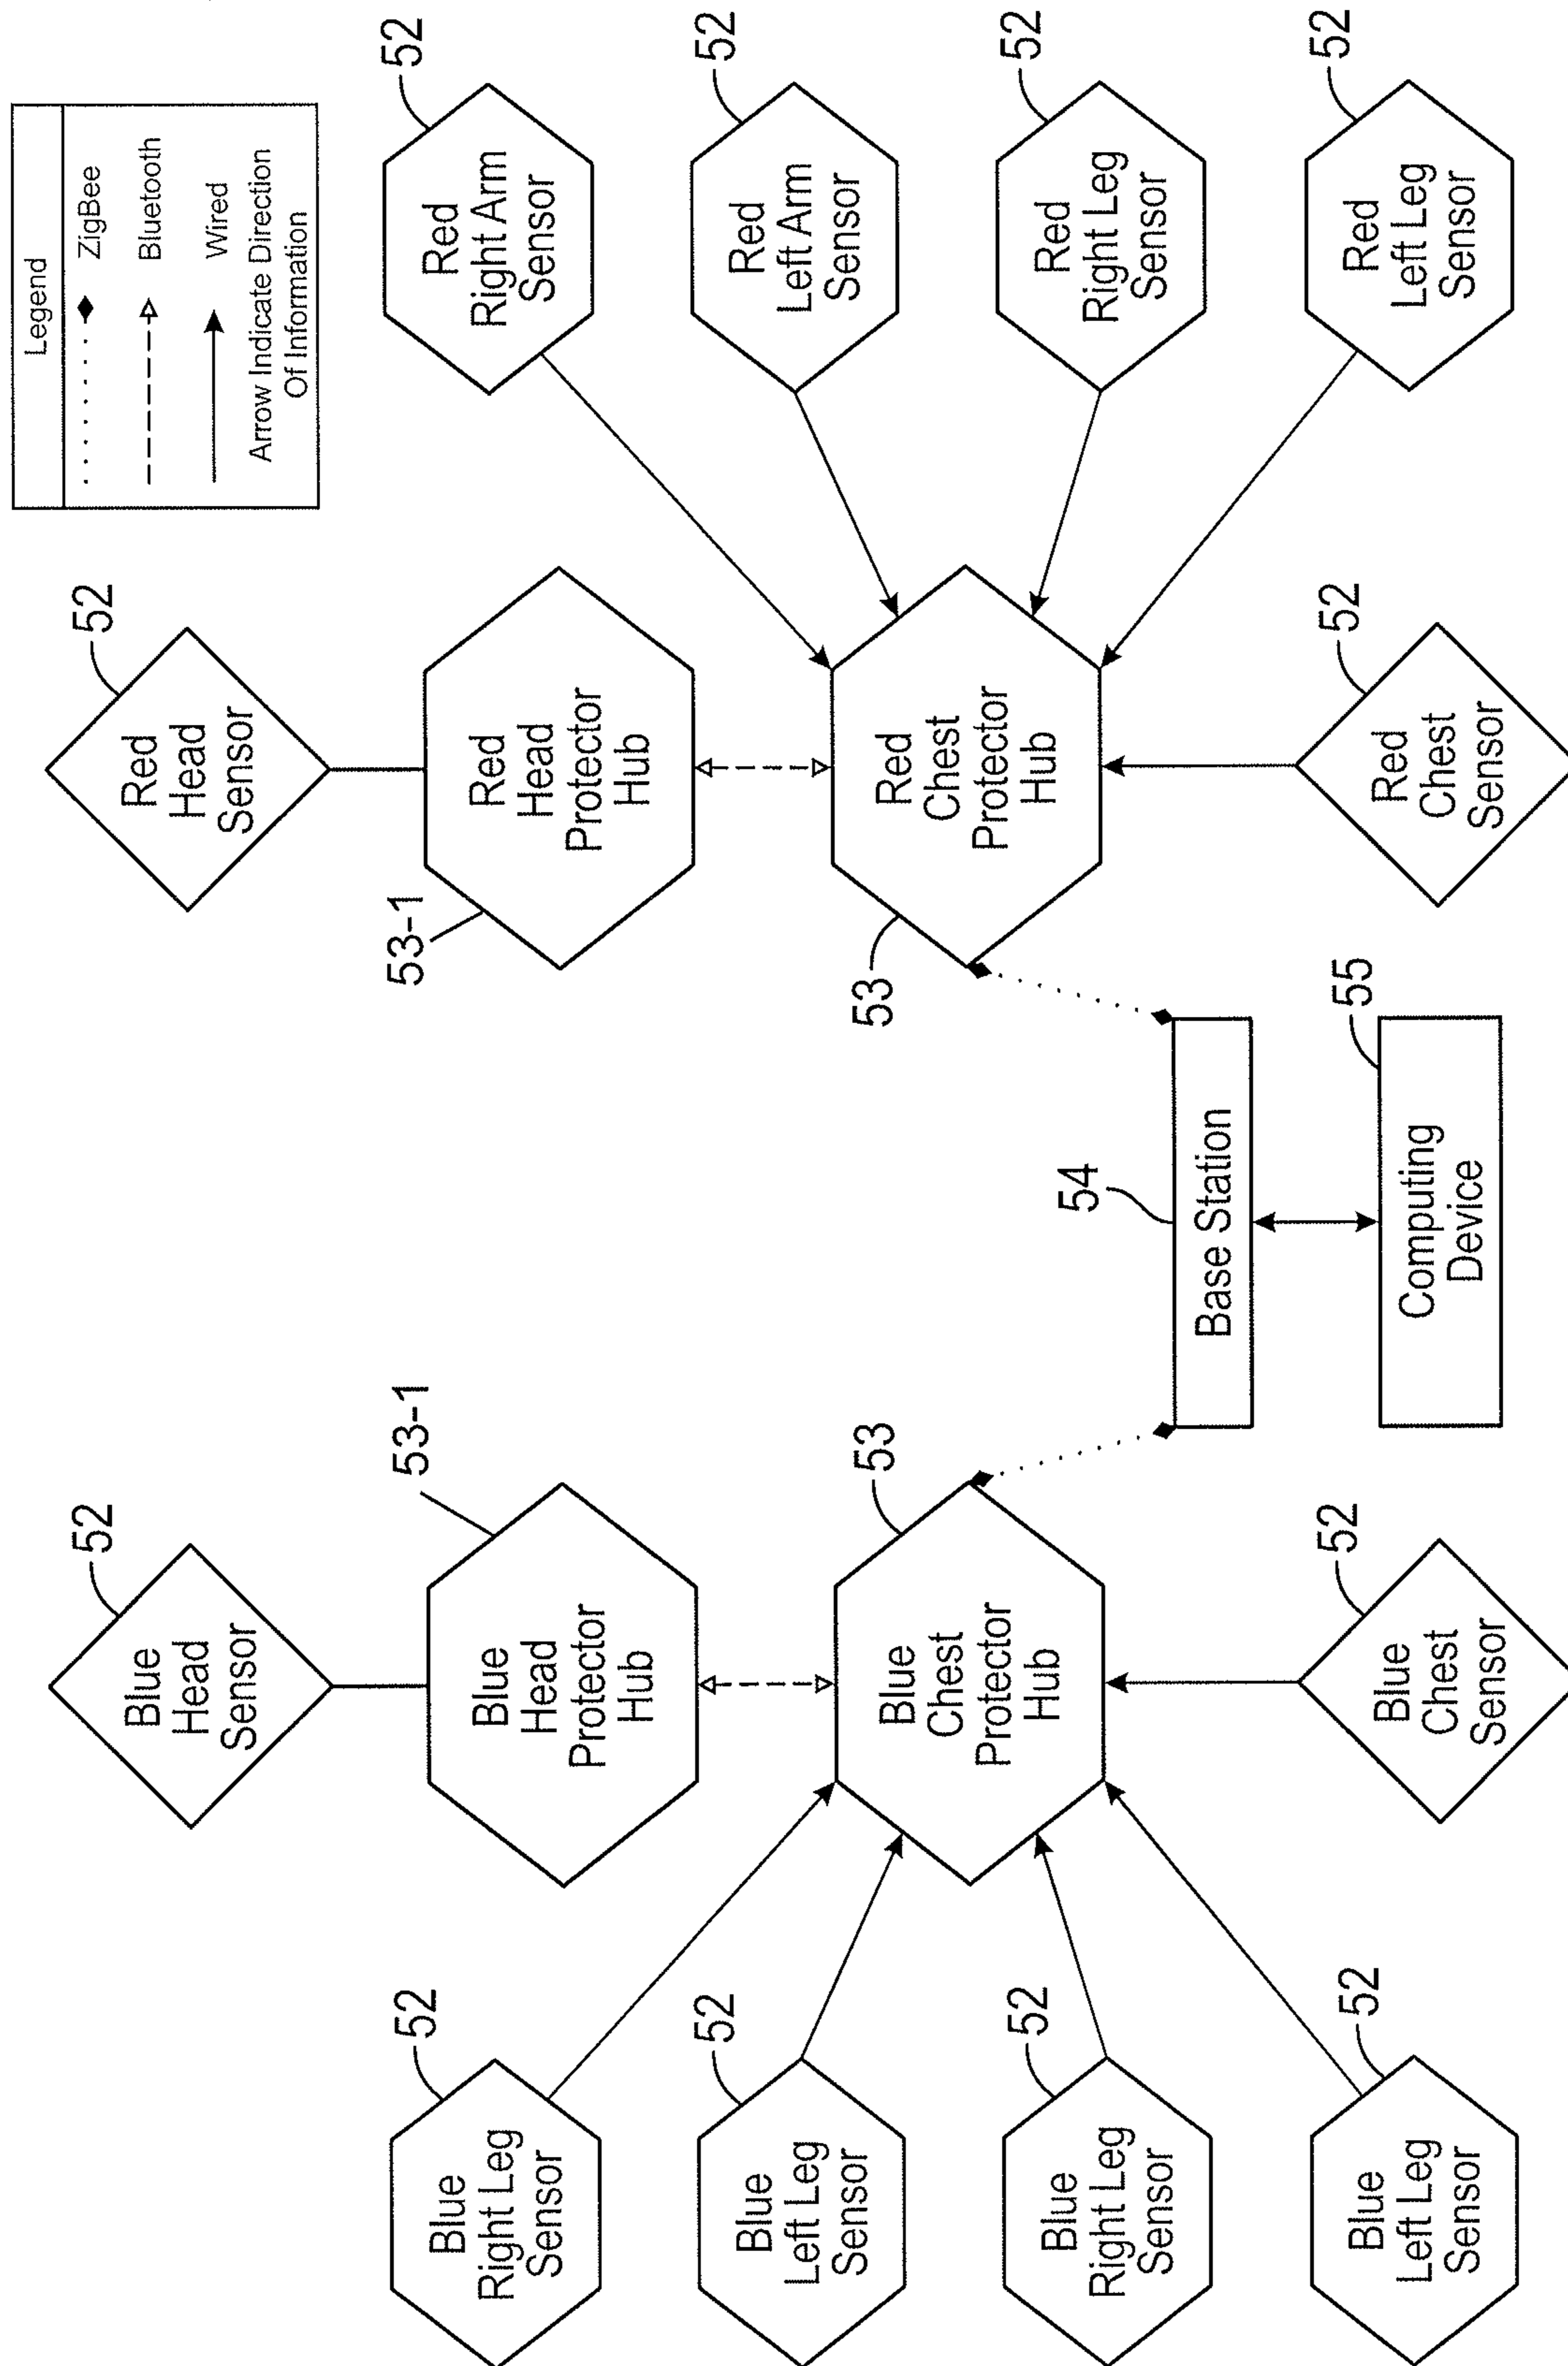 Legend
ZigBee
Bluetooth
Wired
Arrow Indicate Direction
Of Information
52
Blue
Head
Sensor
52
Red
Head
Sensor
53-1
Blue
Head
Protector
Hub
53-1
Red
Head
Protector
Hub
52
Blue
Right Leg
Sensor
52
Blue
Left Leg
Sensor
52
Blue
Right Leg
Sensor
52
Blue
Left Leg
Sensor
53
Blue
Chest
Protector
Hub
52
Blue
Chest
Sensor
54
Base Station
55
Computing
Device
53
Red
Chest
Protector
Hub
52
Red
Chest
Sensor
52
Red
Right Arm
Sensor
52
Red
Left Arm
Sensor
52
Red
Right Leg
Sensor
52
Red
Left Leg
Sensor